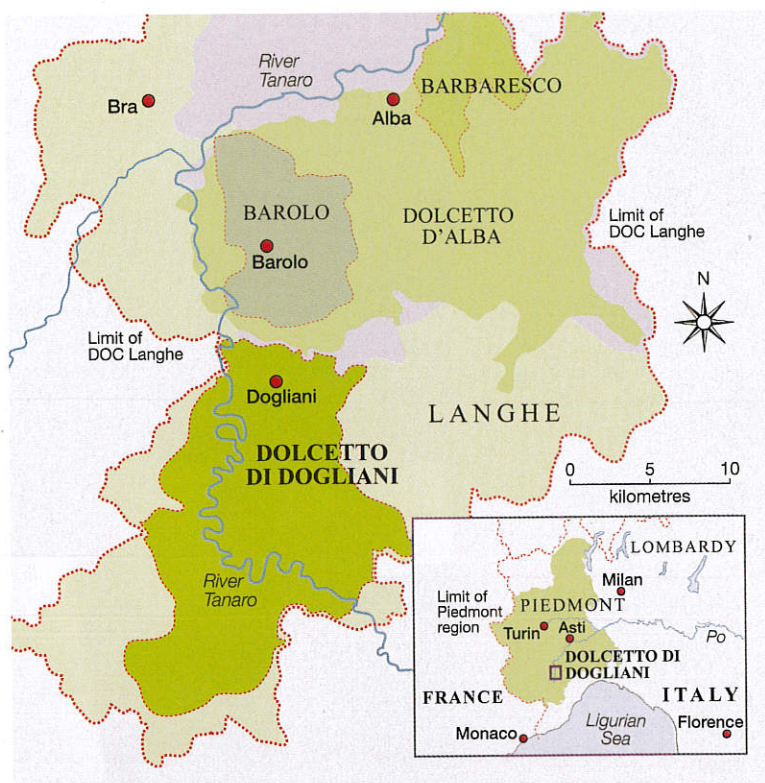 River
Tanaro
BARBARESCO
Bra
Alba
BAROLO
DOLCETTO
D'ALBA
Limit of
DOC Langhe
Barolo
N
Limit of
DOC Langhe
Dogliani
LANGHE
DOLCETTO
DI DOGLIANI
0 5 10
kilometres
River
Tanaro
LOMBARDY
Milan
Limit of
Piedmont
region
PIEDMONT
Turin
Asti
Po
DOLCETTO DI
DOGLIANI
FRANCE
ITALY
Monaco
Ligurian
Sea
Florence